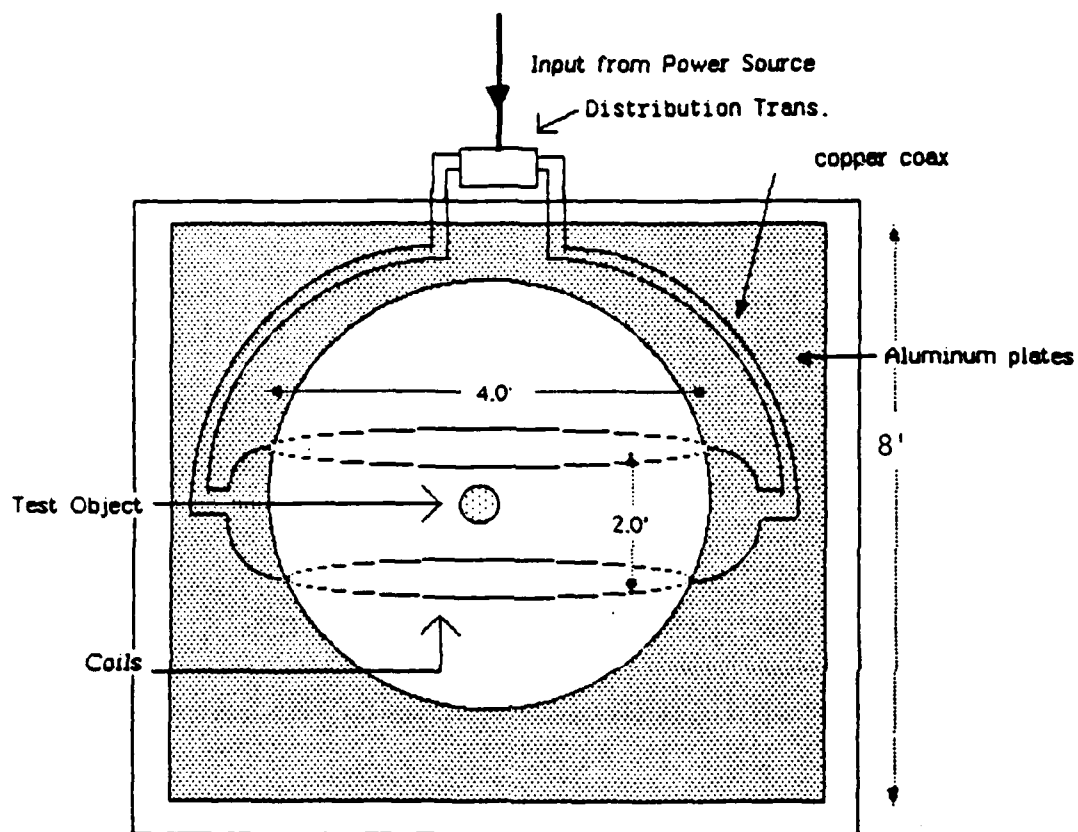 Input from Power Source
Distribution Trans.
copper coax
Aluminum plates
4.0'
8'
Test Object
2.0'
Coils